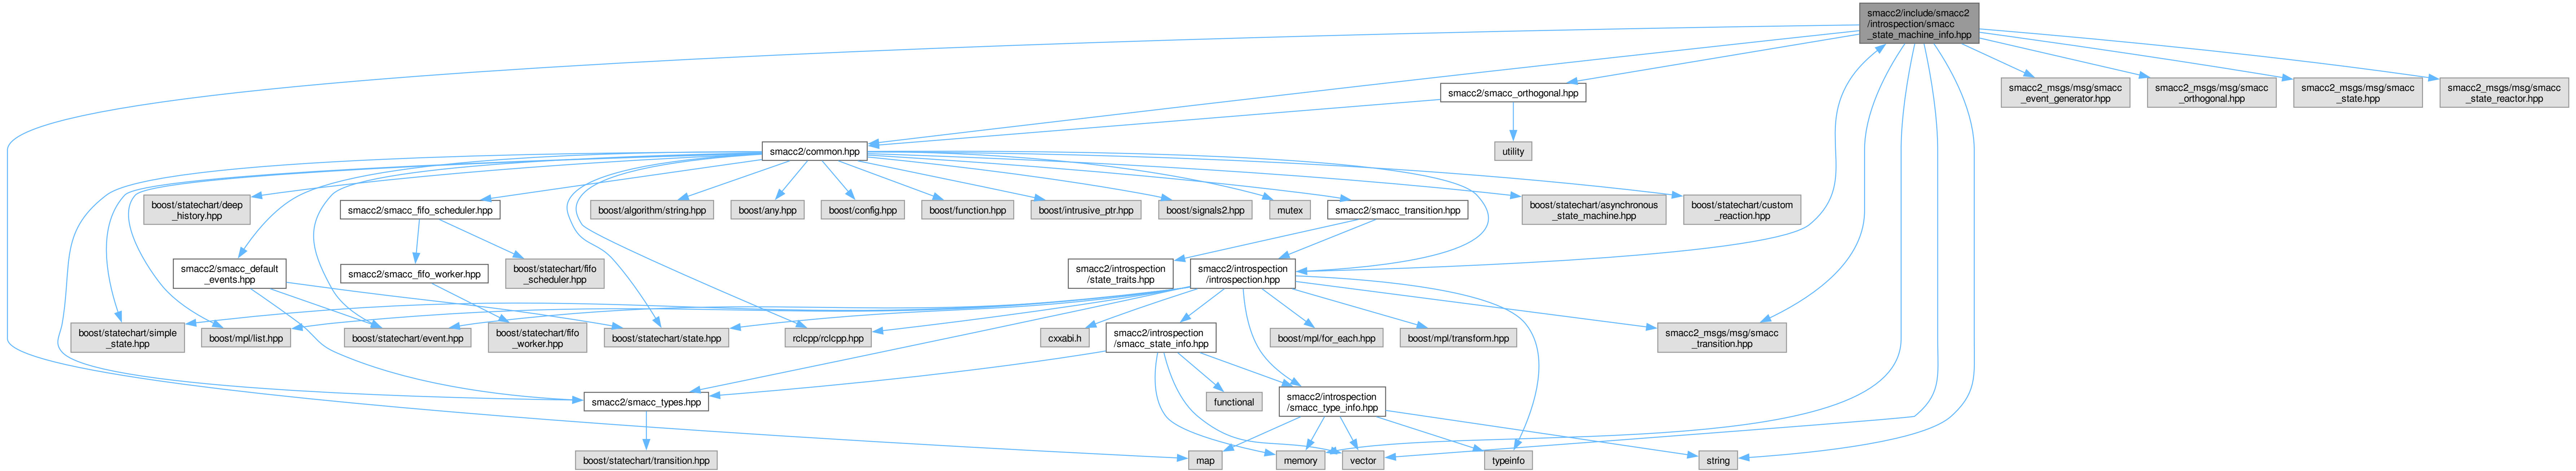 smacc2/include/smacc2
/introspection/smacc
_state_machine_info.hpp
smacc2/smacc_orthogonal.hpp
smacc2_msgs/msg/smacc
_event_generator.hpp
smacc2_msgs/msg/smacc
_orthogonal.hpp
smacc2_msgs/msg/smacc
_state.hpp
smacc2_msgs/msg/smacc
_state_reactor.hpp
smacc2/common.hpp
utility
boost/statechart/deep
_history.hpp
smacc2/smacc_fifo_scheduler.hpp
boost/algorithm/string.hpp
boost/any.hpp
boost/config.hpp
boost/function.hpp
boost/intrusive_ptr.hpp
boost/signals2.hpp
mutex
smacc2/smacc_transition.hpp
boost/statechart/asynchronous
_state_machine.hpp
boost/statechart/custom
_reaction.hpp
smacc2/smacc_default
_events.hpp
smacc2/smacc_fifo_worker.hpp
boost/statechart/fifo
_scheduler.hpp
smacc2/introspection
/state_traits.hpp
smacc2/introspection
/introspection.hpp
boost/statechart/simple
_state.hpp
boost/mpl/list.hpp
boost/statechart/event.hpp
boost/statechart/fifo
_worker.hpp
boost/statechart/state.hpp
rclcpp/rclcpp.hpp
cxxabi.h
smacc2/introspection
/smacc_state_info.hpp
boost/mpl/for_each.hpp
boost/mpl/transform.hpp
smacc2_msgs/msg/smacc
_transition.hpp
smacc2/smacc_types.hpp
functional
smacc2/introspection
/smacc_type_info.hpp
boost/statechart/transition.hpp
map
memory
vector
typeinfo
string